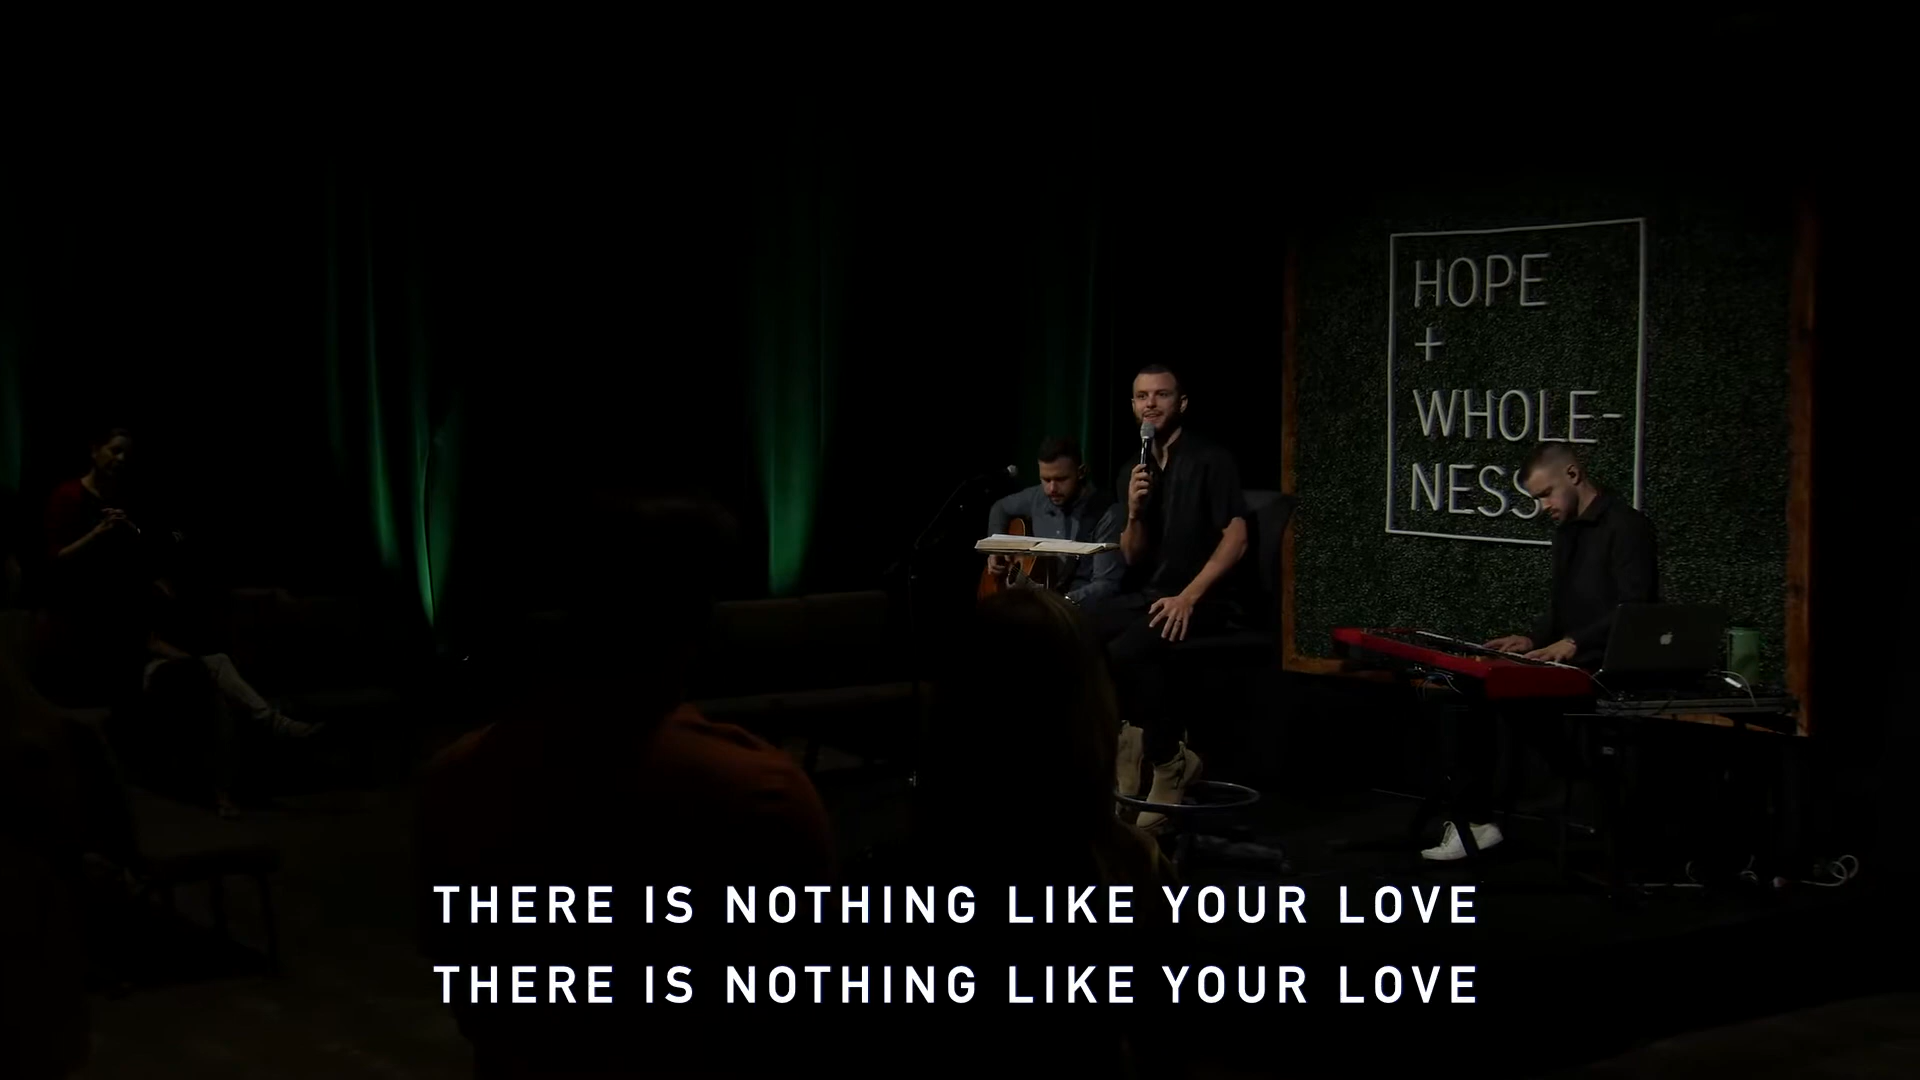 HOPE
+
WHOLE-
NESS
THERE IS NOTHING LIKE YOUR LOVE
THERE IS NOTHING LIKE YOUR LOVE